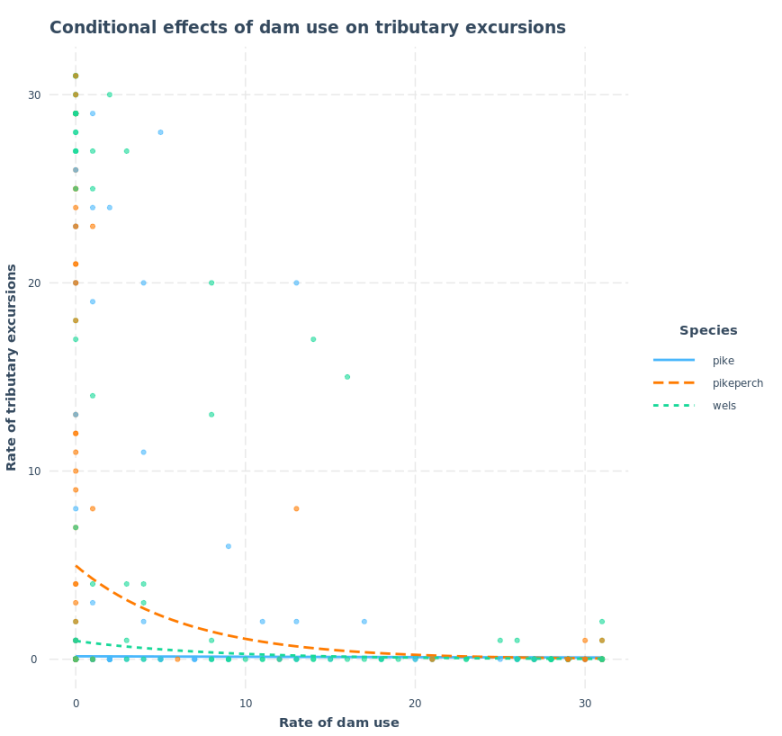 Conditional effects of dam use on tributary excursions
30
20
10
0
Rate of tributary excursions
0 10 20 30
Rate of dam use
Species
pike
pikeperch
wels